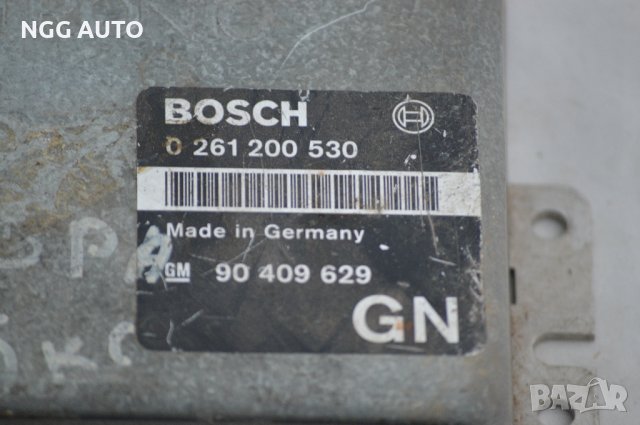 NGG AUTO
BOSCH
0 261 200 530
Made in Germany
GM 90 409 629
GN
BAZAR